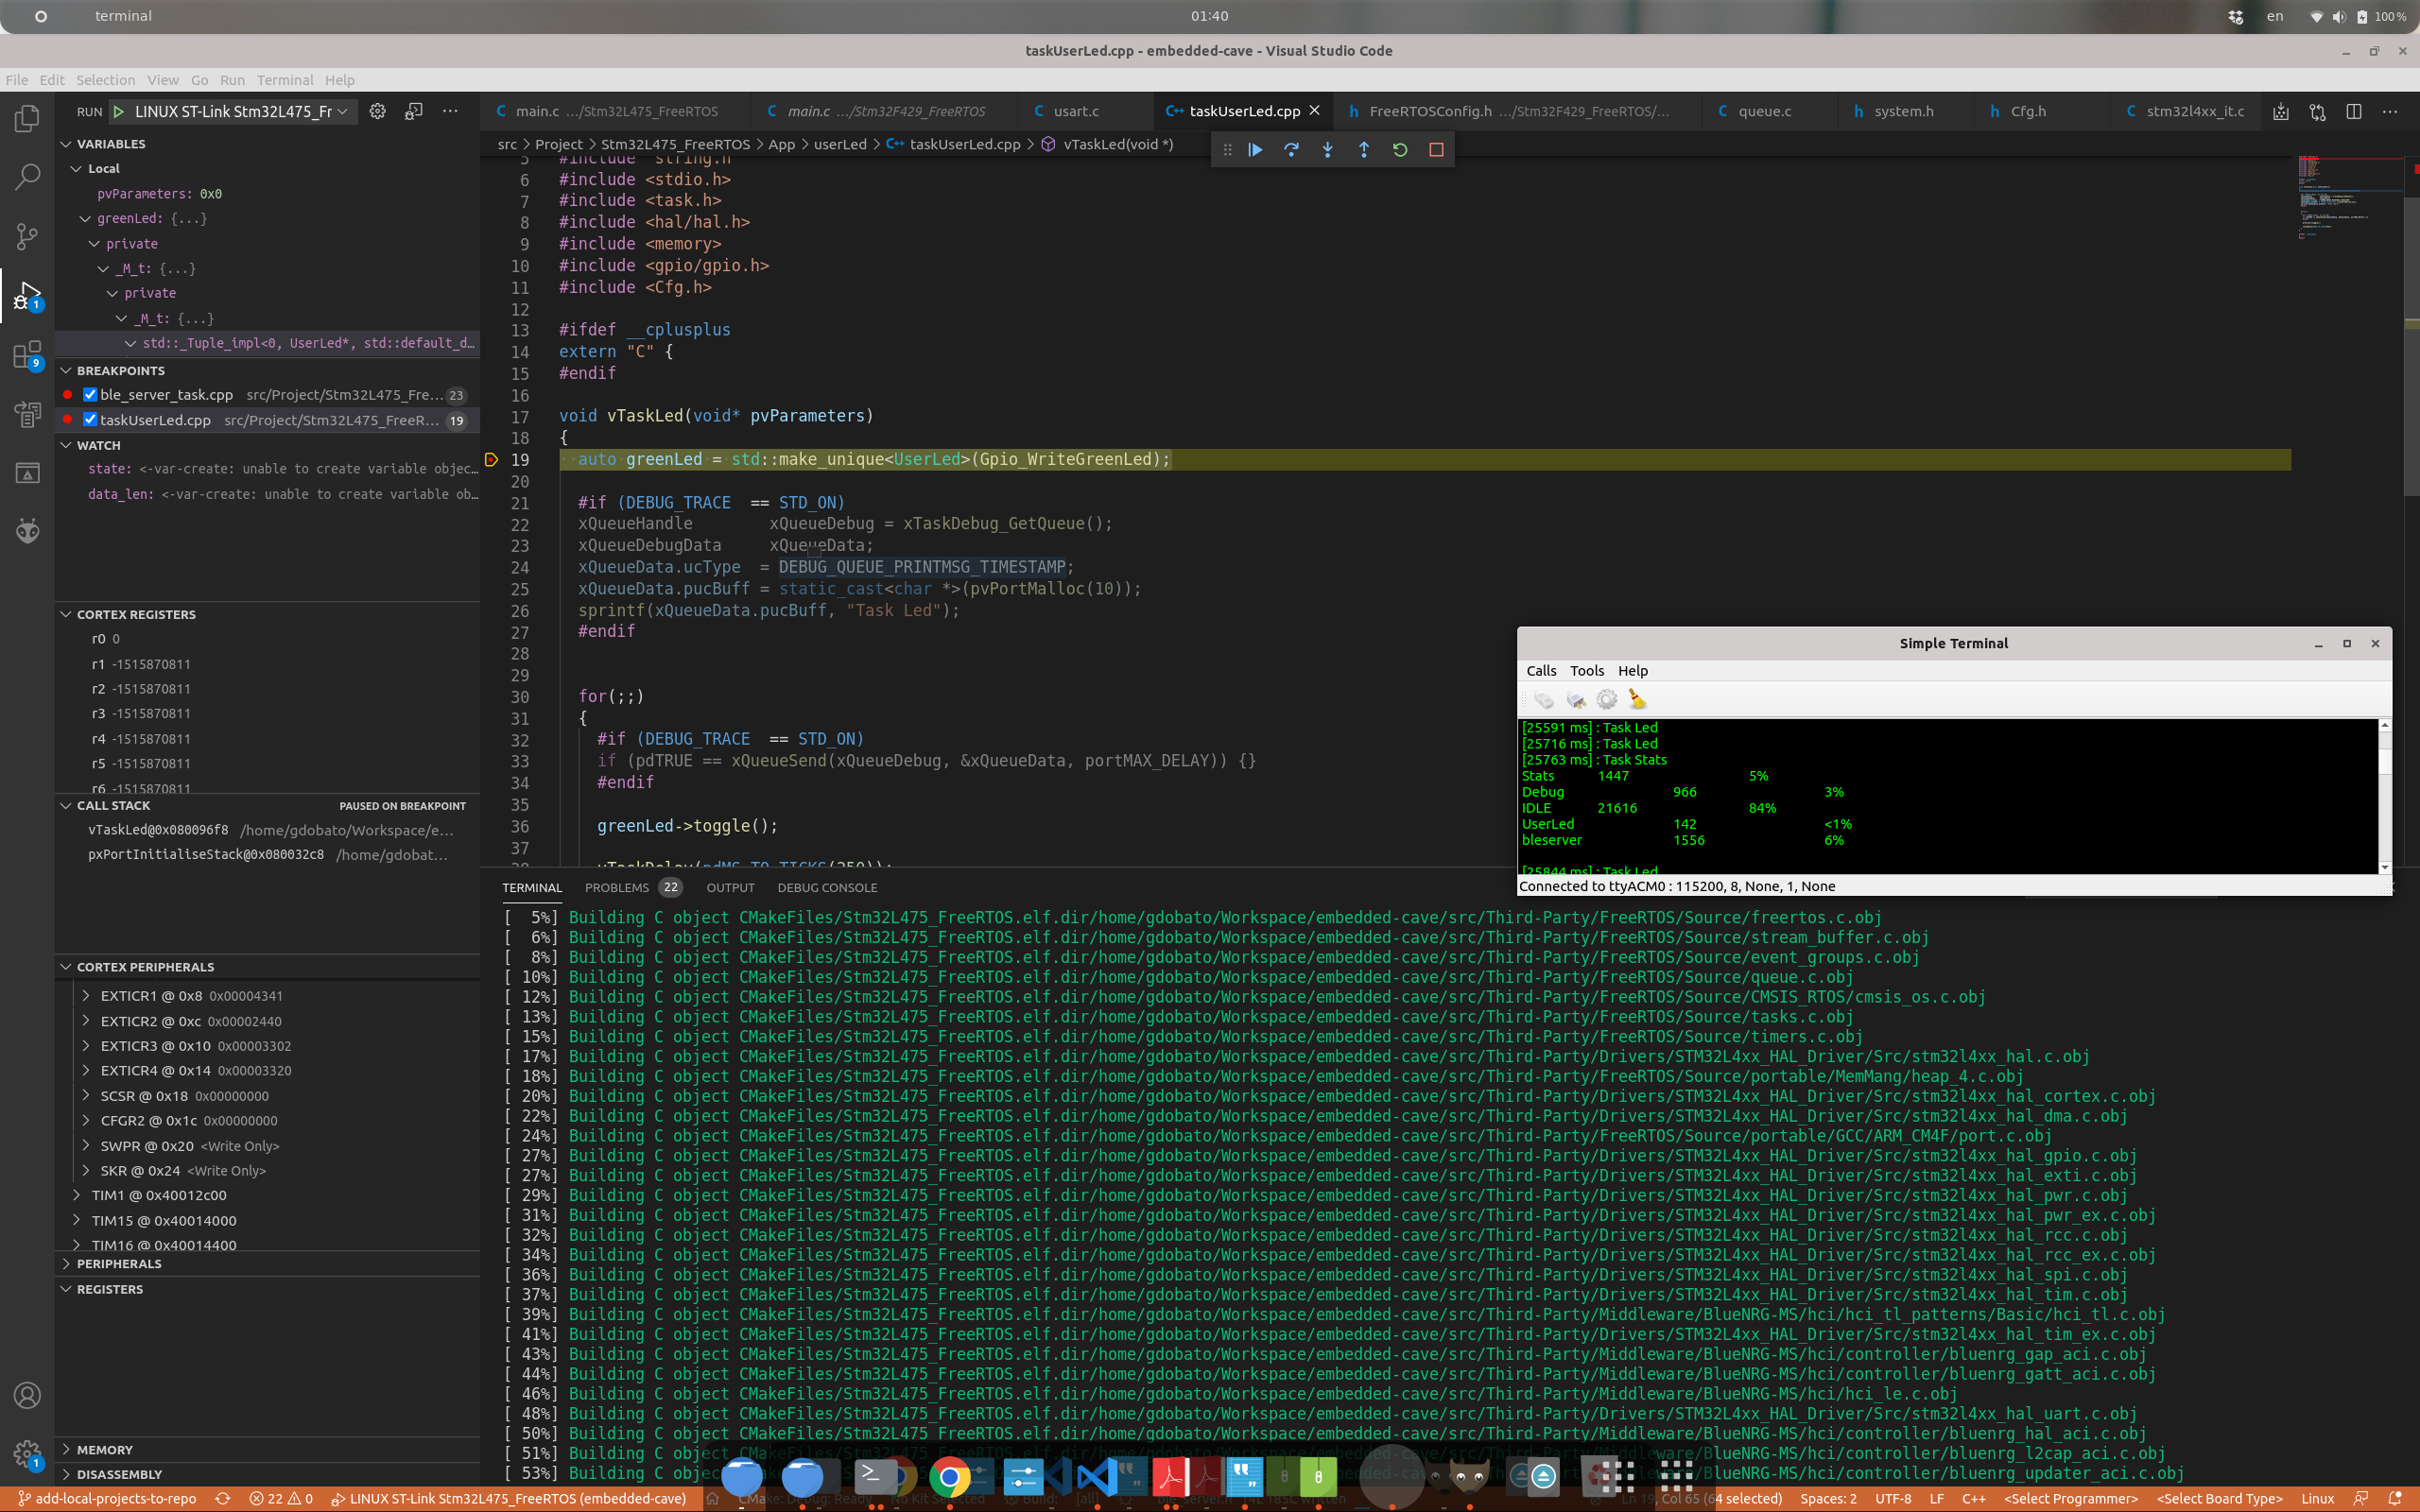 terminal
01:40
en
100%
taskUserLed.cpp - embedded-cave - Visual Studio Code
File Edit Selection View Go Run Terminal Help
RUN LINUX ST-Link Stm32L475_Fr
main.c .../Stm32L475_FreeRTOS
main.c .../Stm32F429_FreeRTOS
usart.c
taskUserLed.cpp
FreeRTOSConfig.h .../Stm32F429_FreeRTOS/...
queue.c
system.h
Cfg.h
stm32l4xx_it.c
src > Project > Stm32L475_FreeRTOS > App > userLed > taskUserLed.cpp > vTaskLed(void *)
VARIABLES
Local
pvParameters: 0x0
greenLed: {...}
private
_M_t: {...}
private
_M_t: {...}
std::_Tuple_impl<0, UserLed*, std::default_d...
BREAKPOINTS
ble_server_task.cpp src/Project/Stm32L475_Fre... 23
taskUserLed.cpp src/Project/Stm32L475_FreeR... 19
WATCH
state: <-var-create: unable to create variable objec...
data_len: <-var-create: unable to create variable ob...
CORTEX REGISTERS
r0 0
r1 -1515870811
r2 -1515870811
r3 -1515870811
r4 -1515870811
r5 -1515870811
r6 -1515870811
CALL STACK PAUSED ON BREAKPOINT
vTaskLed@0x080096f8 /home/gdobato/Workspace/e...
pxPortInitialiseStack@0x080032c8 /home/gdobat...
CORTEX PERIPHERALS
EXTICR1 @ 0x8 0x00004341
EXTICR2 @ 0xc 0x00002440
EXTICR3 @ 0x10 0x00003302
EXTICR4 @ 0x14 0x00003320
SCSR @ 0x18 0x00000000
CFGR2 @ 0x1c 0x00000000
SWPR @ 0x20 <Write Only>
SKR @ 0x24 <Write Only>
TIM1 @ 0x40012c00
TIM15 @ 0x40014000
TIM16 @ 0x40014400
PERIPHERALS
REGISTERS
MEMORY
DISASSEMBLY
5 #include "string.h"
6 #include <stdio.h>
7 #include <task.h>
8 #include <hal/hal.h>
9 #include <memory>
10 #include <gpio/gpio.h>
11 #include <Cfg.h>
12
13 #ifdef __cplusplus
14 extern "C" {
15 #endif
16
17 void vTaskLed(void* pvParameters)
18 {
19 auto greenLed = std::make_unique<UserLed>(Gpio_WriteGreenLed);
20
21 #if (DEBUG_TRACE == STD_ON)
22 xQueueHandle xQueueDebug = xTaskDebug_GetQueue();
23 xQueueDebugData xQueueData;
24 xQueueData.ucType = DEBUG_QUEUE_PRINTMSG_TIMESTAMP;
25 xQueueData.pucBuff = static_cast<char *>(pvPortMalloc(10));
26 sprintf(xQueueData.pucBuff, "Task Led");
27 #endif
28
29
30 for(;;)
31 {
32 #if (DEBUG_TRACE == STD_ON)
33 if (pdTRUE == xQueueSend(xQueueDebug, &xQueueData, portMAX_DELAY)) {}
34 #endif
35
36 greenLed->toggle();
37
38 vTaskDelay(pdMS_TO_TICKS(250));
Simple Terminal
Calls Tools Help
[25591 ms] : Task Led
[25716 ms] : Task Led
[25763 ms] : Task Stats
Stats 1447 5%
Debug 966 3%
IDLE 21616 84%
UserLed 142 <1%
bleserver 1556 6%
[25844 ms] : Task Led
Connected to ttyACM0 : 115200, 8, None, 1, None
TERMINAL PROBLEMS 22 OUTPUT DEBUG CONSOLE
[ 5%] Building C object CMakeFiles/Stm32L475_FreeRTOS.elf.dir/home/gdobato/Workspace/embedded-cave/src/Third-Party/FreeRTOS/Source/freertos.c.obj
[ 6%] Building C object CMakeFiles/Stm32L475_FreeRTOS.elf.dir/home/gdobato/Workspace/embedded-cave/src/Third-Party/FreeRTOS/Source/stream_buffer.c.obj
[ 8%] Building C object CMakeFiles/Stm32L475_FreeRTOS.elf.dir/home/gdobato/Workspace/embedded-cave/src/Third-Party/FreeRTOS/Source/event_groups.c.obj
[ 10%] Building C object CMakeFiles/Stm32L475_FreeRTOS.elf.dir/home/gdobato/Workspace/embedded-cave/src/Third-Party/FreeRTOS/Source/queue.c.obj
[ 12%] Building C object CMakeFiles/Stm32L475_FreeRTOS.elf.dir/home/gdobato/Workspace/embedded-cave/src/Third-Party/FreeRTOS/Source/CMSIS_RTOS/cmsis_os.c.obj
[ 13%] Building C object CMakeFiles/Stm32L475_FreeRTOS.elf.dir/home/gdobato/Workspace/embedded-cave/src/Third-Party/FreeRTOS/Source/tasks.c.obj
[ 15%] Building C object CMakeFiles/Stm32L475_FreeRTOS.elf.dir/home/gdobato/Workspace/embedded-cave/src/Third-Party/FreeRTOS/Source/timers.c.obj
[ 17%] Building C object CMakeFiles/Stm32L475_FreeRTOS.elf.dir/home/gdobato/Workspace/embedded-cave/src/Third-Party/Drivers/STM32L4xx_HAL_Driver/Src/stm32l4xx_hal.c.obj
[ 18%] Building C object CMakeFiles/Stm32L475_FreeRTOS.elf.dir/home/gdobato/Workspace/embedded-cave/src/Third-Party/FreeRTOS/Source/portable/MemMang/heap_4.c.obj
[ 20%] Building C object CMakeFiles/Stm32L475_FreeRTOS.elf.dir/home/gdobato/Workspace/embedded-cave/src/Third-Party/Drivers/STM32L4xx_HAL_Driver/Src/stm32l4xx_hal_cortex.c.obj
[ 22%] Building C object CMakeFiles/Stm32L475_FreeRTOS.elf.dir/home/gdobato/Workspace/embedded-cave/src/Third-Party/Drivers/STM32L4xx_HAL_Driver/Src/stm32l4xx_hal_dma.c.obj
[ 24%] Building C object CMakeFiles/Stm32L475_FreeRTOS.elf.dir/home/gdobato/Workspace/embedded-cave/src/Third-Party/FreeRTOS/Source/portable/GCC/ARM_CM4F/port.c.obj
[ 27%] Building C object CMakeFiles/Stm32L475_FreeRTOS.elf.dir/home/gdobato/Workspace/embedded-cave/src/Third-Party/Drivers/STM32L4xx_HAL_Driver/Src/stm32l4xx_hal_gpio.c.obj
[ 27%] Building C object CMakeFiles/Stm32L475_FreeRTOS.elf.dir/home/gdobato/Workspace/embedded-cave/src/Third-Party/Drivers/STM32L4xx_HAL_Driver/Src/stm32l4xx_hal_exti.c.obj
[ 29%] Building C object CMakeFiles/Stm32L475_FreeRTOS.elf.dir/home/gdobato/Workspace/embedded-cave/src/Third-Party/Drivers/STM32L4xx_HAL_Driver/Src/stm32l4xx_hal_pwr.c.obj
[ 31%] Building C object CMakeFiles/Stm32L475_FreeRTOS.elf.dir/home/gdobato/Workspace/embedded-cave/src/Third-Party/Drivers/STM32L4xx_HAL_Driver/Src/stm32l4xx_hal_pwr_ex.c.obj
[ 32%] Building C object CMakeFiles/Stm32L475_FreeRTOS.elf.dir/home/gdobato/Workspace/embedded-cave/src/Third-Party/Drivers/STM32L4xx_HAL_Driver/Src/stm32l4xx_hal_rcc.c.obj
[ 34%] Building C object CMakeFiles/Stm32L475_FreeRTOS.elf.dir/home/gdobato/Workspace/embedded-cave/src/Third-Party/Drivers/STM32L4xx_HAL_Driver/Src/stm32l4xx_hal_rcc_ex.c.obj
[ 36%] Building C object CMakeFiles/Stm32L475_FreeRTOS.elf.dir/home/gdobato/Workspace/embedded-cave/src/Third-Party/Drivers/STM32L4xx_HAL_Driver/Src/stm32l4xx_hal_spi.c.obj
[ 37%] Building C object CMakeFiles/Stm32L475_FreeRTOS.elf.dir/home/gdobato/Workspace/embedded-cave/src/Third-Party/Drivers/STM32L4xx_HAL_Driver/Src/stm32l4xx_hal_tim.c.obj
[ 39%] Building C object CMakeFiles/Stm32L475_FreeRTOS.elf.dir/home/gdobato/Workspace/embedded-cave/src/Third-Party/Middleware/BlueNRG-MS/hci/hci_tl_patterns/Basic/hci_tl.c.obj
[ 41%] Building C object CMakeFiles/Stm32L475_FreeRTOS.elf.dir/home/gdobato/Workspace/embedded-cave/src/Third-Party/Drivers/STM32L4xx_HAL_Driver/Src/stm32l4xx_hal_tim_ex.c.obj
[ 43%] Building C object CMakeFiles/Stm32L475_FreeRTOS.elf.dir/home/gdobato/Workspace/embedded-cave/src/Third-Party/Middleware/BlueNRG-MS/hci/controller/bluenrg_gap_aci.c.obj
[ 44%] Building C object CMakeFiles/Stm32L475_FreeRTOS.elf.dir/home/gdobato/Workspace/embedded-cave/src/Third-Party/Middleware/BlueNRG-MS/hci/controller/bluenrg_gatt_aci.c.obj
[ 46%] Building C object CMakeFiles/Stm32L475_FreeRTOS.elf.dir/home/gdobato/Workspace/embedded-cave/src/Third-Party/Middleware/BlueNRG-MS/hci/hci_le.c.obj
[ 48%] Building C object CMakeFiles/Stm32L475_FreeRTOS.elf.dir/home/gdobato/Workspace/embedded-cave/src/Third-Party/Drivers/STM32L4xx_HAL_Driver/Src/stm32l4xx_hal_uart.c.obj
[ 50%] Building C object CMakeFiles/Stm32L475_FreeRTOS.elf.dir/home/gdobato/Workspace/embedded-cave/src/Third-Party/Middleware/BlueNRG-MS/hci/controller/bluenrg_hal_aci.c.obj
[ 51%] Building C object CMakeFiles/Stm32L475_FreeRTOS.elf.dir/home/gdobato/Workspace/embedded-cave/src/Third-Party/Middleware/BlueNRG-MS/hci/controller/bluenrg_l2cap_aci.c.obj
[ 53%] Building C obje /BlueNRG-MS/hci/controller/bluenrg_updater_aci.c.obj
add-local-projects-to-repo 22 0 LINUX ST-Link Stm32L475_FreeRTOS (embedded-cave) CMake: Debug: Ready No Kit Selected Build: [all] Ln 19, Col 65 (64 selected) Spaces: 2 UTF-8 LF C++ <Select Programmer> <Select Board Type> Linux